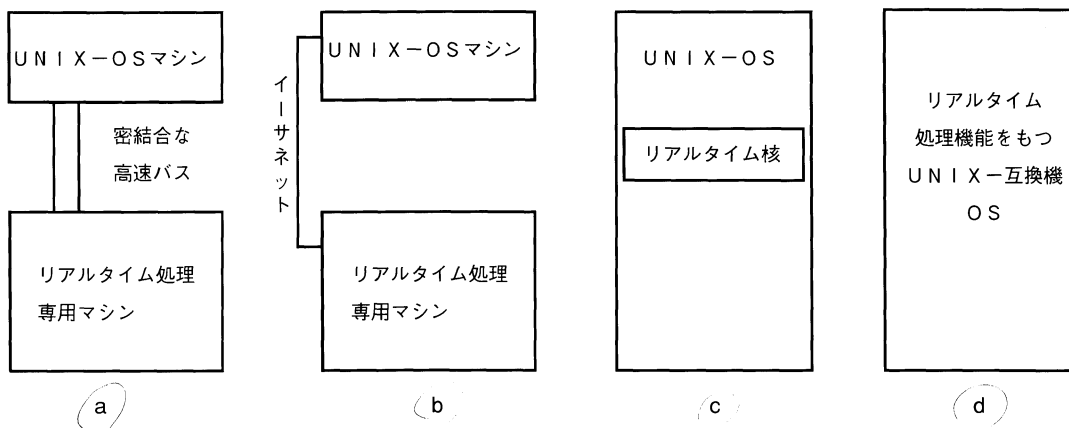 UNIX－OSマシン
密結合な
高速バス
リアルタイム処理
専用マシン
a
UNIX－OSマシン
イーサネット
リアルタイム処理
専用マシン
b
UNIX－OS
リアルタイム核
c
リアルタイム
処理機能をもつ
UNIX－互換機
OS
d